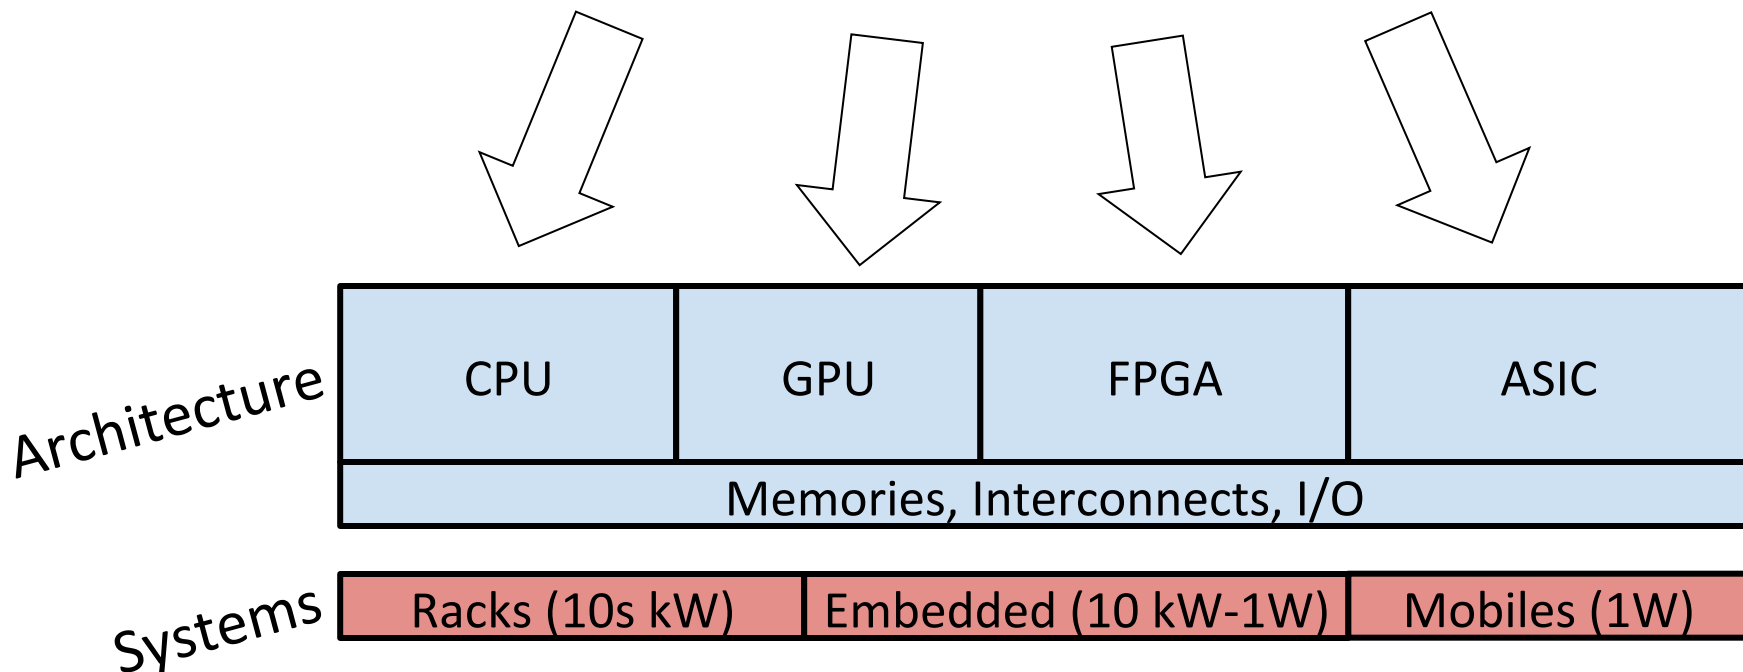 Architecture
CPU
GPU
FPGA
ASIC
Memories, Interconnects, I/O
Systems
Racks (10s kW)
Embedded (10 kW-1W)
Mobiles (1W)